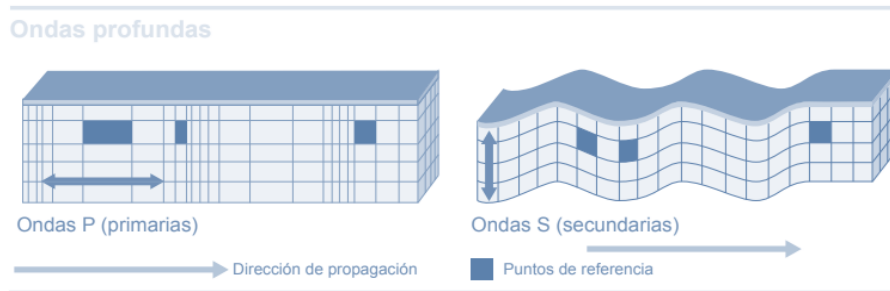 Ondas profundas
Ondas P (primarias)
Ondas S (secundarias)
Dirección de propagación
Puntos de referencia